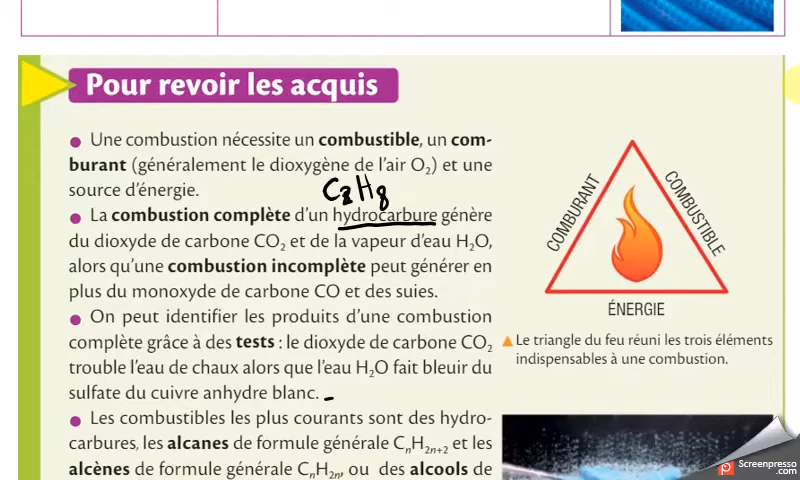 Pour revoir les acquis
● Une combustion nécessite un combustible, un com-
burant (généralement le dioxygène de l'air O₂) et une
source d'énergie.
C₃H₈
● La combustion complète d'un hydrocarbure génère
du dioxyde de carbone CO₂ et de la vapeur d'eau H₂O,
alors qu'une combustion incomplète peut générer en
plus du monoxyde de carbone CO et des suies.
● On peut identifier les produits d'une combustion
complète grâce à des tests : le dioxyde de carbone CO₂
trouble l'eau de chaux alors que l'eau H₂O fait bleuir du
sulfate du cuivre anhydre blanc.
● Les combustibles les plus courants sont des hydro-
carbures, les alcanes de formule générale CₙH₂ₙ₊₂ et les
alcènes de formule générale CₙH₂ₙ, ou des alcools de
COMBURANT
COMBUSTIBLE
ÉNERGIE
▲ Le triangle du feu réuni les trois éléments
indispensables à une combustion.
Screenpresso
.com